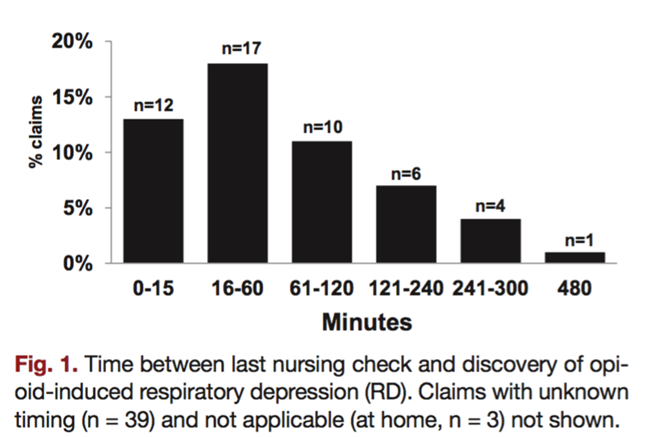 20%
15%
10%
5%
0%
% claims
n=12
n=17
n=10
n=6
n=4
n=1
0-15 16-60 61-120 121-240 241-300 480
Minutes
Fig. 1. Time between last nursing check and discovery of opi-
oid-induced respiratory depression (RD). Claims with unknown
timing (n = 39) and not applicable (at home, n = 3) not shown.